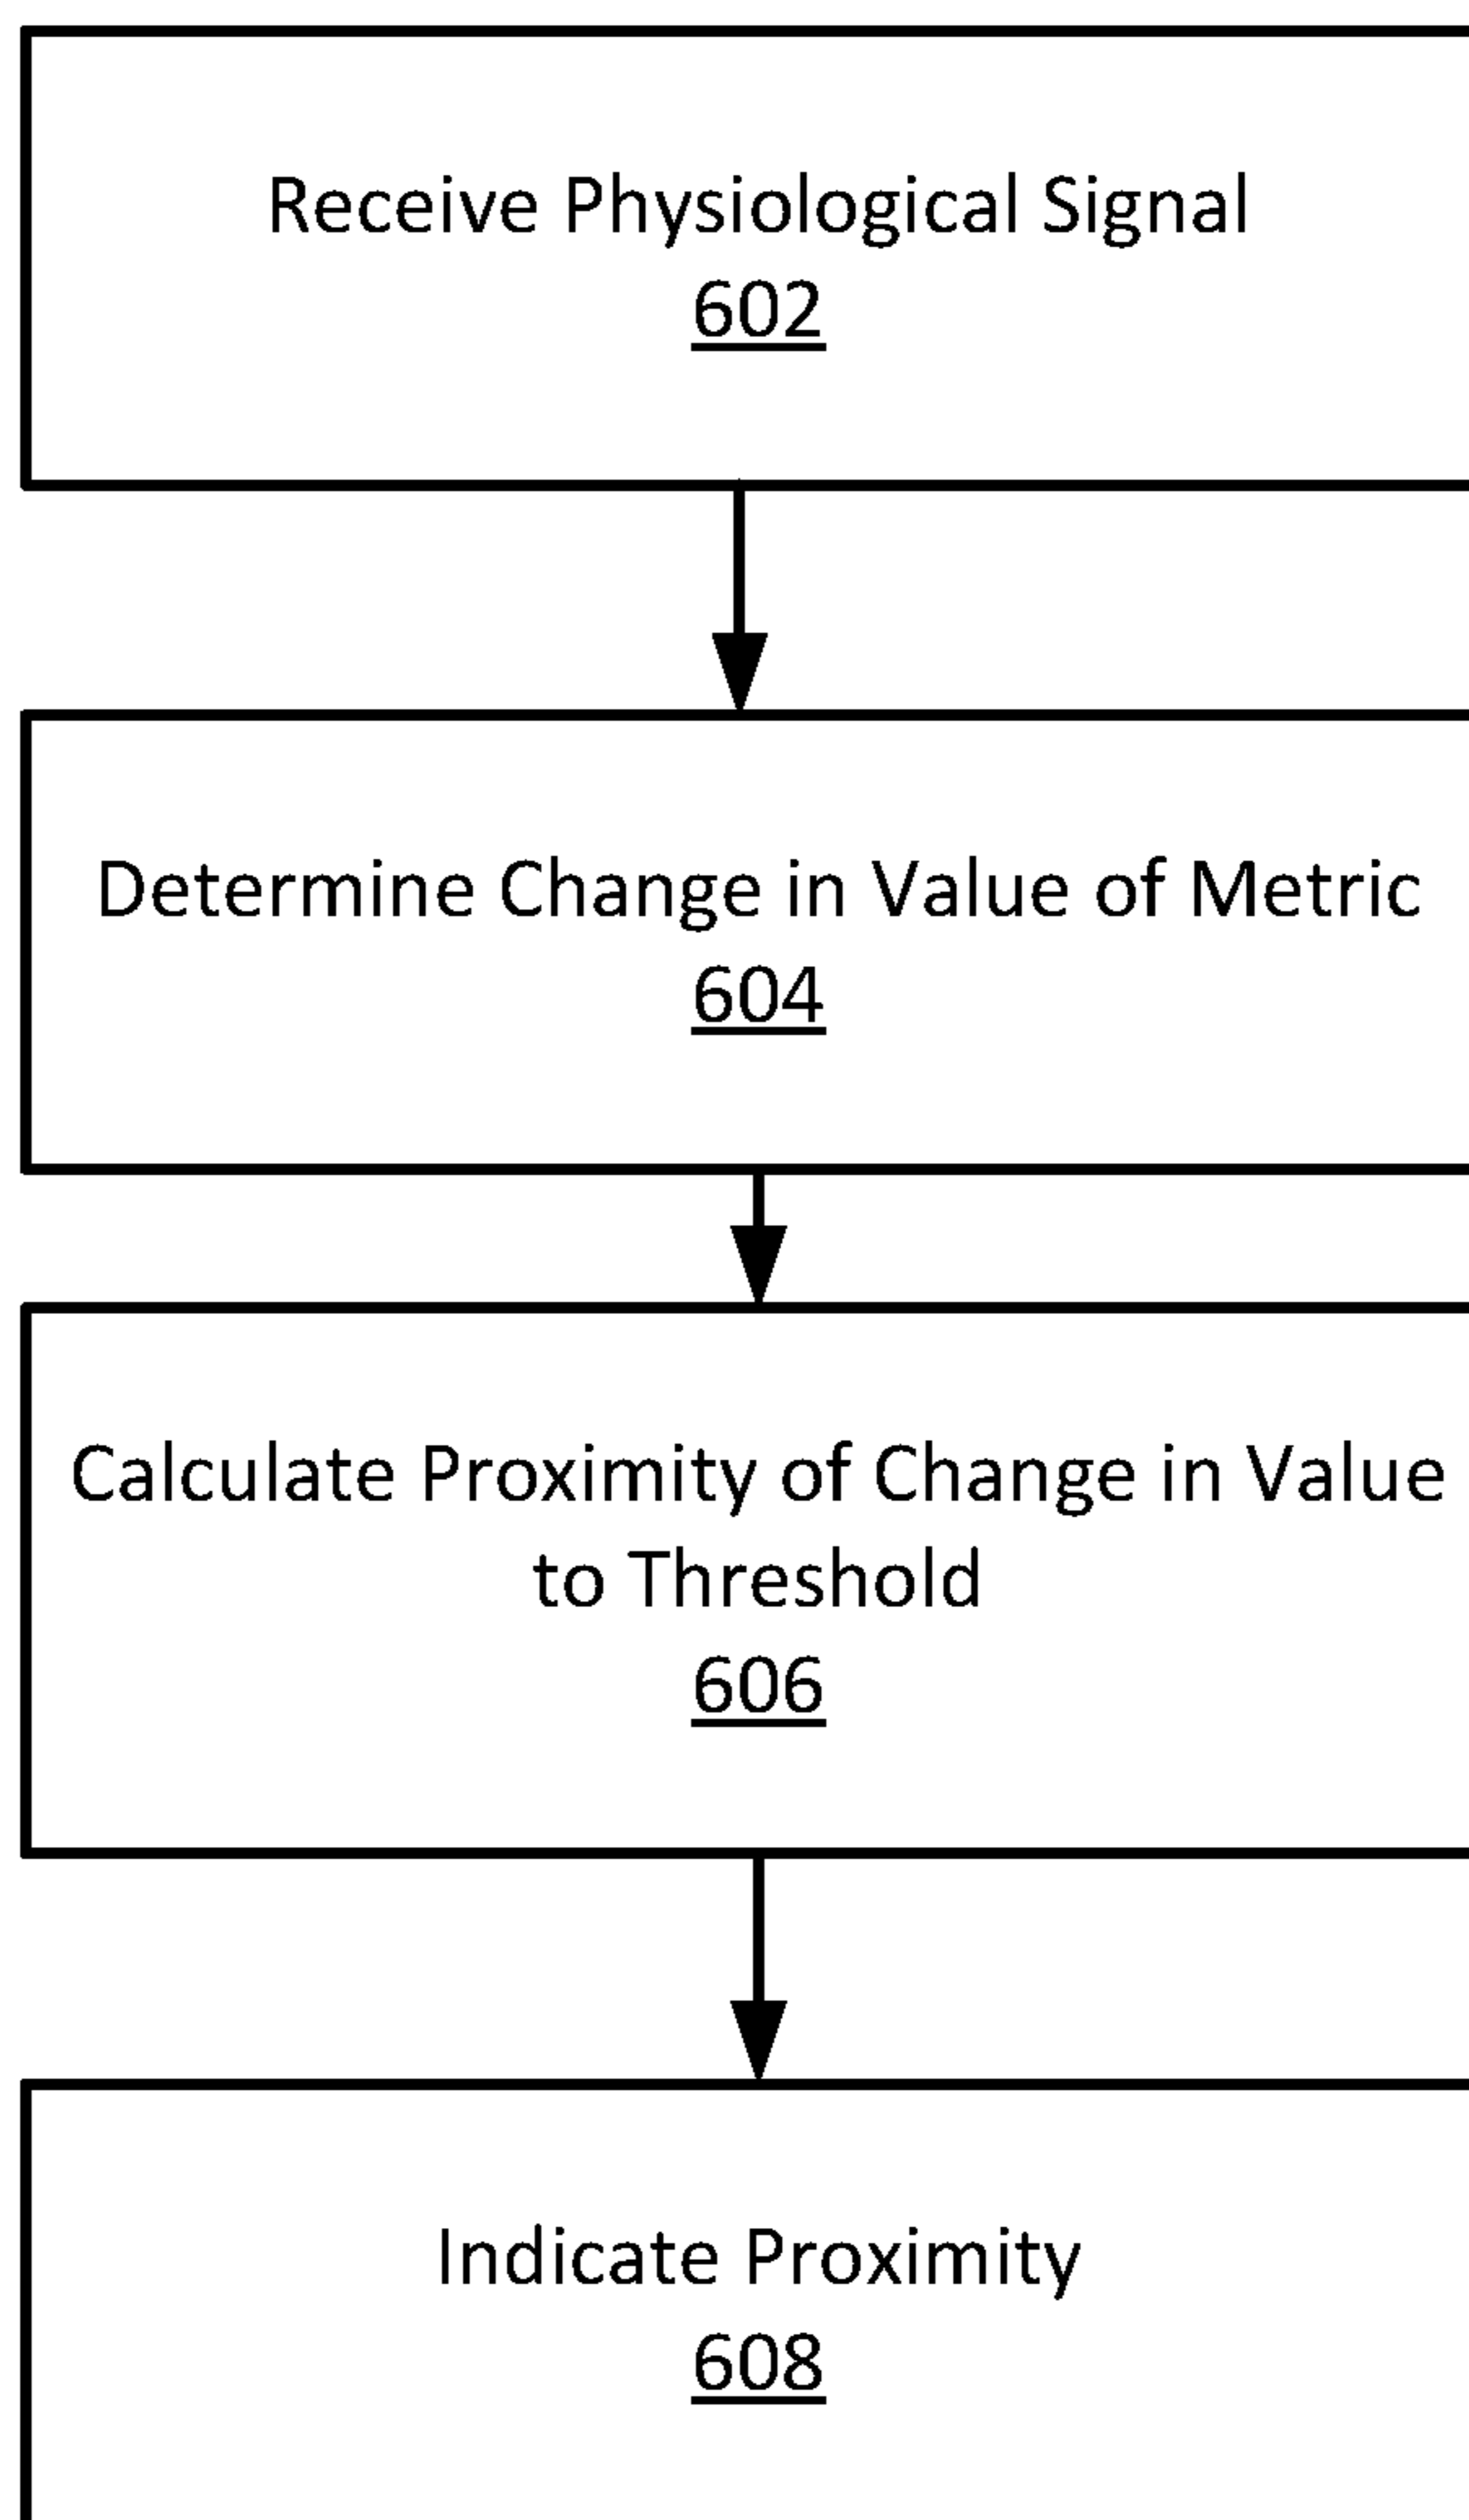 Receive Physiological Signal
602
Determine Change in Value of Metric
604
Calculate Proximity of Change in Value
to Threshold
606
Indicate Proximity
608